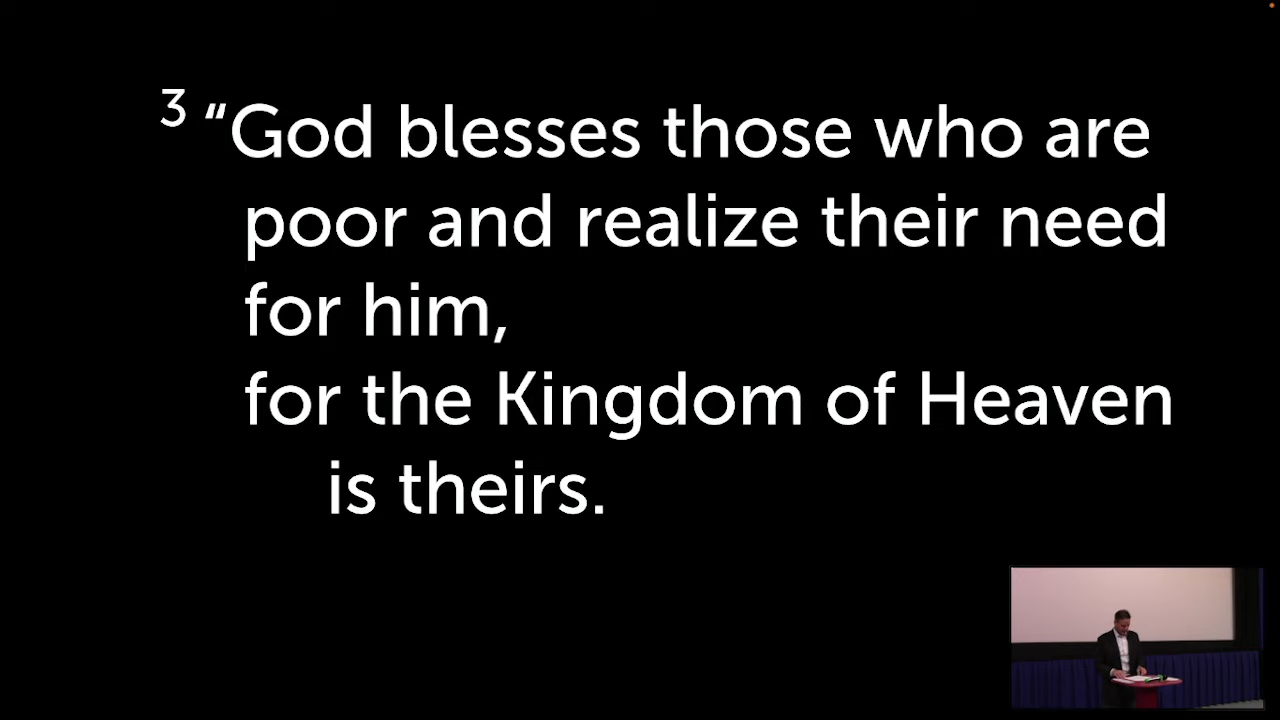 3 “God blesses those who are
poor and realize their need
for him,
for the Kingdom of Heaven
is theirs.